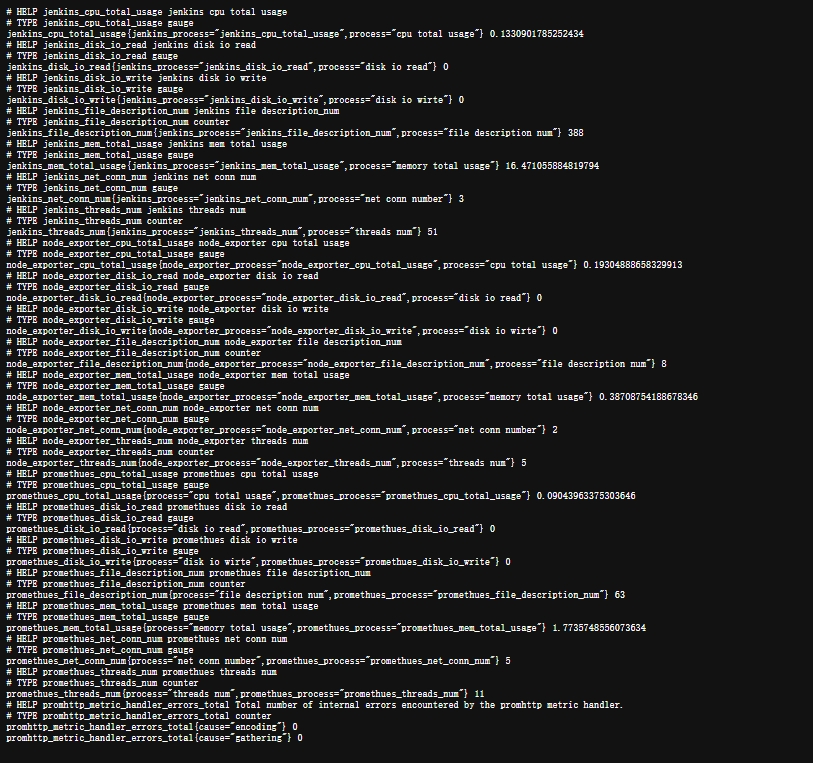 # HELP jenkins_cpu_total_usage jenkins cpu total usage
# TYPE jenkins_cpu_total_usage gauge
jenkins_cpu_total_usage{jenkins_process="jenkins_cpu_total_usage",process="cpu total usage"} 0.1330901785252434
# HELP jenkins_disk_io_read jenkins disk io read
# TYPE jenkins_disk_io_read gauge
jenkins_disk_io_read{jenkins_process="jenkins_disk_io_read",process="disk io read"} 0
# HELP jenkins_disk_io_write jenkins disk io write
# TYPE jenkins_disk_io_write gauge
jenkins_disk_io_write{jenkins_process="jenkins_disk_io_write",process="disk io wirte"} 0
# HELP jenkins_file_description_num jenkins file description_num
# TYPE jenkins_file_description_num counter
jenkins_file_description_num{jenkins_process="jenkins_file_description_num",process="file description num"} 388
# HELP jenkins_mem_total_usage jenkins mem total usage
# TYPE jenkins_mem_total_usage gauge
jenkins_mem_total_usage{jenkins_process="jenkins_mem_total_usage",process="memory total usage"} 16.471055884819794
# HELP jenkins_net_conn_num jenkins net conn num
# TYPE jenkins_net_conn_num gauge
jenkins_net_conn_num{jenkins_process="jenkins_net_conn_num",process="net conn number"} 3
# HELP jenkins_threads_num jenkins threads num
# TYPE jenkins_threads_num counter
jenkins_threads_num{jenkins_process="jenkins_threads_num",process="threads num"} 51
# HELP node_exporter_cpu_total_usage node_exporter cpu total usage
# TYPE node_exporter_cpu_total_usage gauge
node_exporter_cpu_total_usage{node_exporter_process="node_exporter_cpu_total_usage",process="cpu total usage"} 0.19304888658329913
# HELP node_exporter_disk_io_read node_exporter disk io read
# TYPE node_exporter_disk_io_read gauge
node_exporter_disk_io_read{node_exporter_process="node_exporter_disk_io_read",process="disk io read"} 0
# HELP node_exporter_disk_io_write node_exporter disk io write
# TYPE node_exporter_disk_io_write gauge
node_exporter_disk_io_write{node_exporter_process="node_exporter_disk_io_write",process="disk io wirte"} 0
# HELP node_exporter_file_description_num node_exporter file description_num
# TYPE node_exporter_file_description_num counter
node_exporter_file_description_num{node_exporter_process="node_exporter_file_description_num",process="file description num"} 8
# HELP node_exporter_mem_total_usage node_exporter mem total usage
# TYPE node_exporter_mem_total_usage gauge
node_exporter_mem_total_usage{node_exporter_process="node_exporter_mem_total_usage",process="memory total usage"} 0.38708754188678346
# HELP node_exporter_net_conn_num node_exporter net conn num
# TYPE node_exporter_net_conn_num gauge
node_exporter_net_conn_num{node_exporter_process="node_exporter_net_conn_num",process="net conn number"} 2
# HELP node_exporter_threads_num node_exporter threads num
# TYPE node_exporter_threads_num counter
node_exporter_threads_num{node_exporter_process="node_exporter_threads_num",process="threads num"} 5
# HELP promethues_cpu_total_usage promethues cpu total usage
# TYPE promethues_cpu_total_usage gauge
promethues_cpu_total_usage{process="cpu total usage",promethues_process="promethues_cpu_total_usage"} 0.09043963375303646
# HELP promethues_disk_io_read promethues disk io read
# TYPE promethues_disk_io_read gauge
promethues_disk_io_read{process="disk io read",promethues_process="promethues_disk_io_read"} 0
# HELP promethues_disk_io_write promethues disk io write
# TYPE promethues_disk_io_write gauge
promethues_disk_io_write{process="disk io wirte",promethues_process="promethues_disk_io_write"} 0
# HELP promethues_file_description_num promethues file description_num
# TYPE promethues_file_description_num counter
promethues_file_description_num{process="file description num",promethues_process="promethues_file_description_num"} 63
# HELP promethues_mem_total_usage promethues mem total usage
# TYPE promethues_mem_total_usage gauge
promethues_mem_total_usage{process="memory total usage",promethues_process="promethues_mem_total_usage"} 1.7735748556073634
# HELP promethues_net_conn_num promethues net conn num
# TYPE promethues_net_conn_num gauge
promethues_net_conn_num{process="net conn number",promethues_process="promethues_net_conn_num"} 5
# HELP promethues_threads_num promethues threads num
# TYPE promethues_threads_num counter
promethues_threads_num{process="threads num",promethues_process="promethues_threads_num"} 11
# HELP promhttp_metric_handler_errors_total Total number of internal errors encountered by the promhttp metric handler.
# TYPE promhttp_metric_handler_errors_total counter
promhttp_metric_handler_errors_total{cause="encoding"} 0
promhttp_metric_handler_errors_total{cause="gathering"} 0